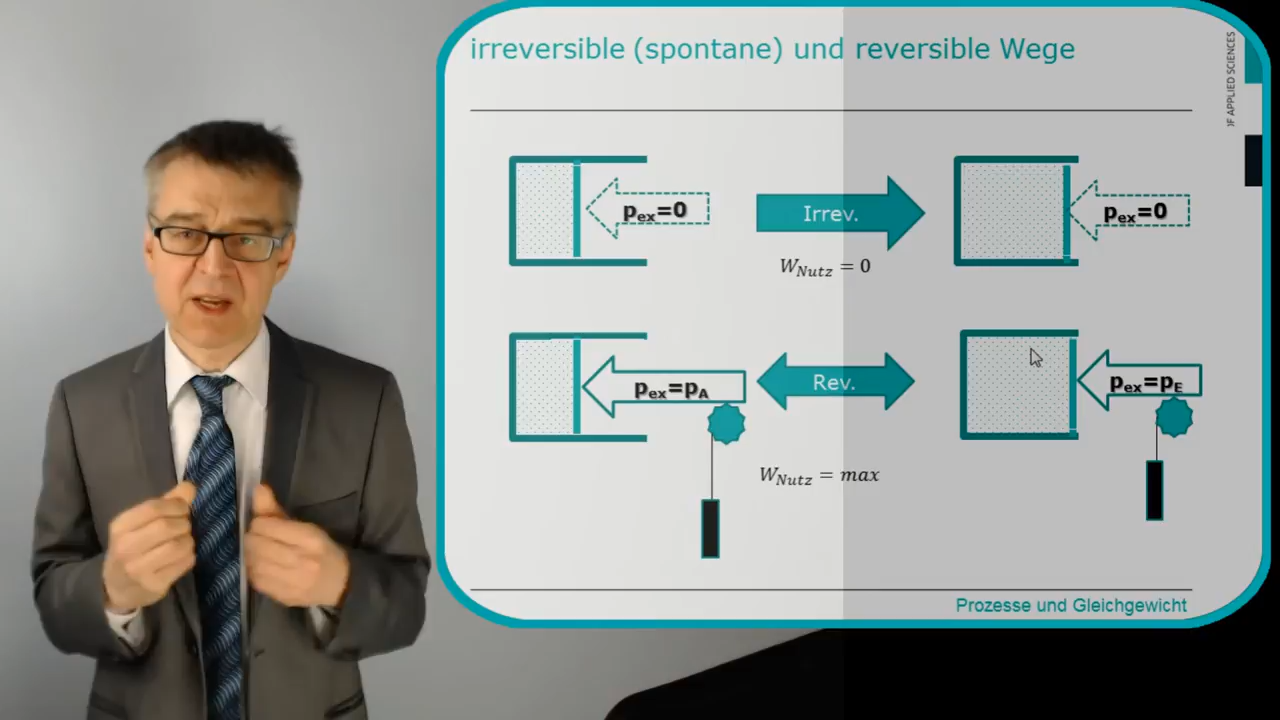 irreversible (spontane) und reversible Wege
OF APPLIED SCIENCES
pex=0
Irrev.
pex=0
WNutz = 0
pex=pA
Rev.
pex=pE
WNutz = max
Prozesse und Gleichgewicht